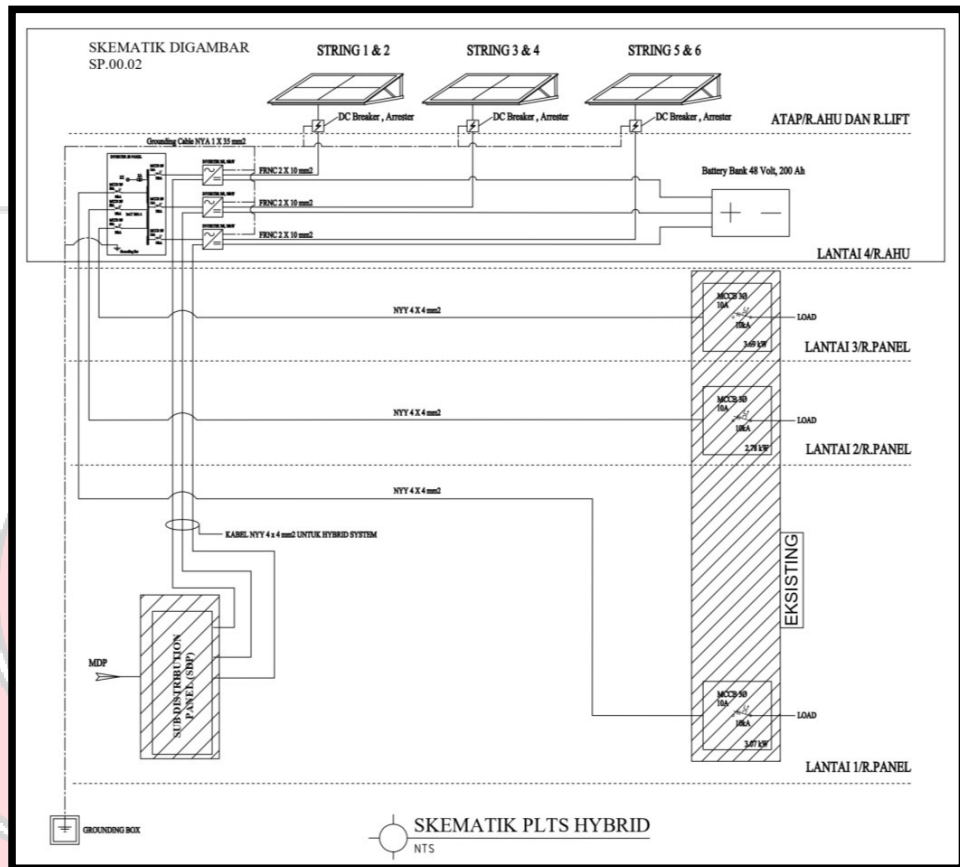 SKEMATIK DIGAMBAR
SP.00.02
STRING 1 & 2
STRING 3 & 4
STRING 5 & 6
DC Breaker , Arrester
DC Breaker , Arrester
DC Breaker , Arrester
ATAP/R.AHU DAN R.LIFT
Grounding Cable NYA 1 X 35 mm2
FRNC 2 X 10 mm2
FRNC 2 X 10 mm2
FRNC 2 X 10 mm2
Battery Bank 48 Volt, 200 Ah
+ −
LANTAI 4/R.AHU
NYY 4 X 4 mm2
MCCB 3Ø
10A
10kA
3.69 kW
LOAD
LANTAI 3/R.PANEL
NYY 4 X 4 mm2
MCCB 3Ø
10A
10kA
2.78 kW
LOAD
LANTAI 2/R.PANEL
NYY 4 X 4 mm2
KABEL NYY 4 x 4 mm2 UNTUK HYBRID SYSTEM
EKSISTING
MDP
SUB DISTRIBUTION
PANEL (SDP)
MCCB 3Ø
10A
10kA
3.07 kW
LOAD
LANTAI 1/R.PANEL
GROUNDING BOX
SKEMATIK PLTS HYBRID
NTS